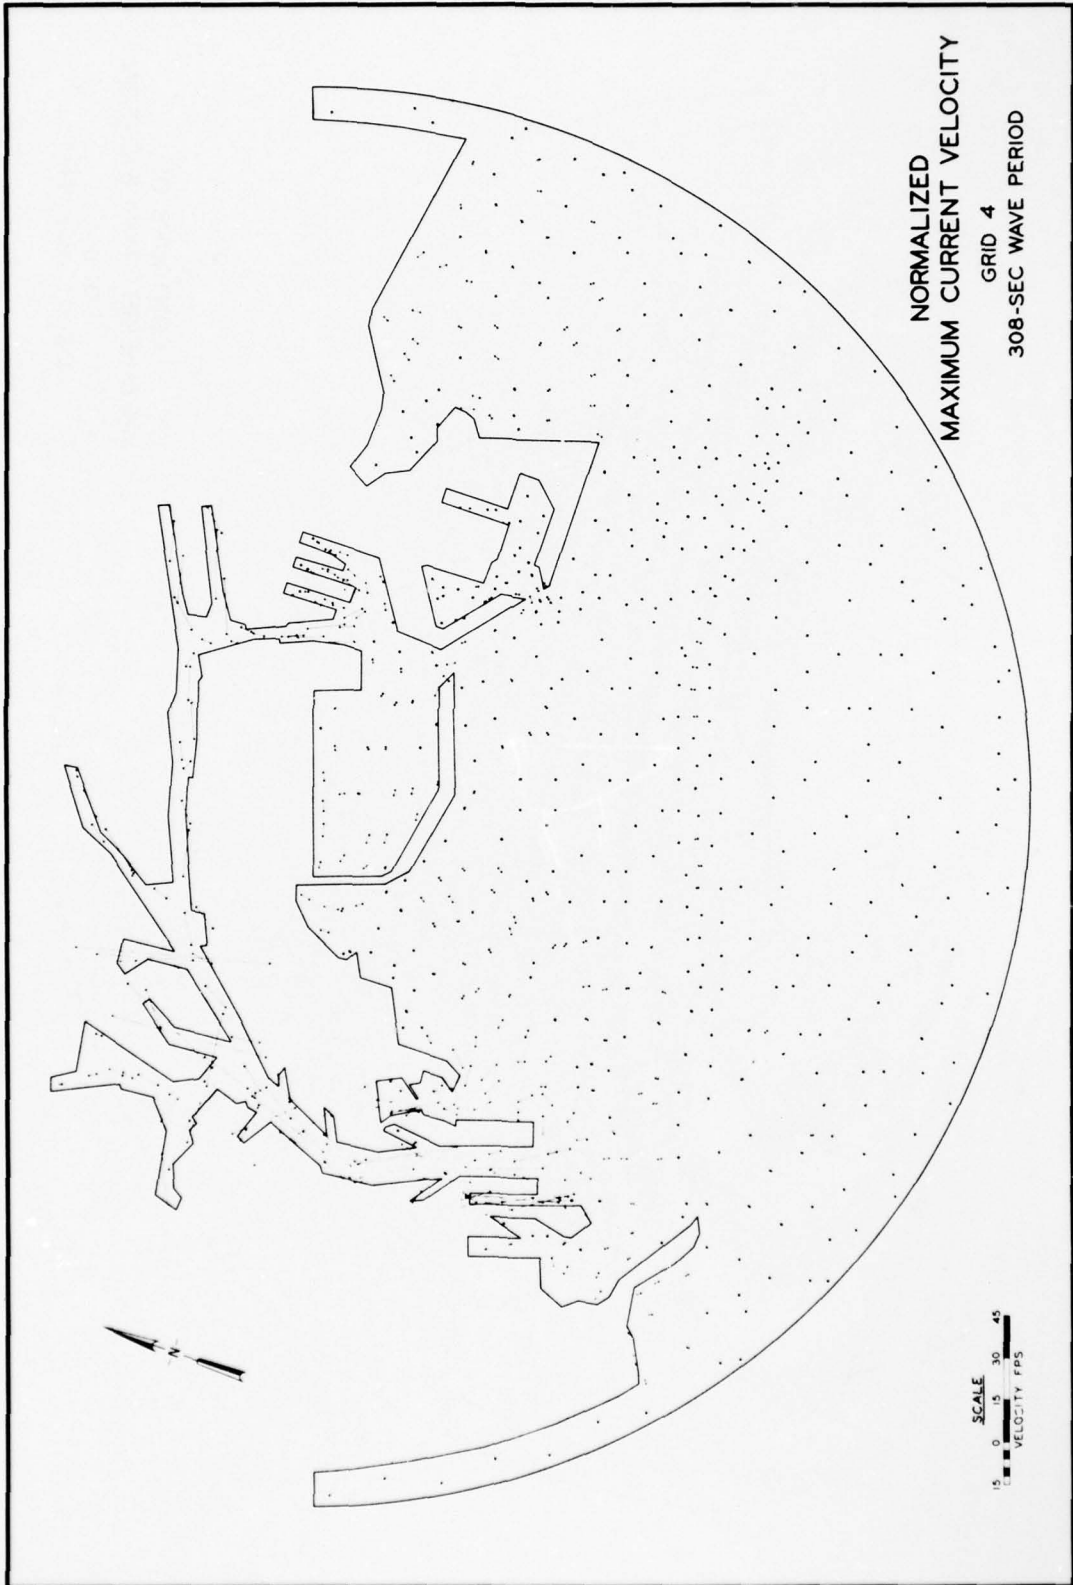 NORMALIZED
MAXIMUM CURRENT VELOCITY
GRID 4
308-SEC WAVE PERIOD
N
SCALE
15 0 15 30 45
VELOCITY FPS